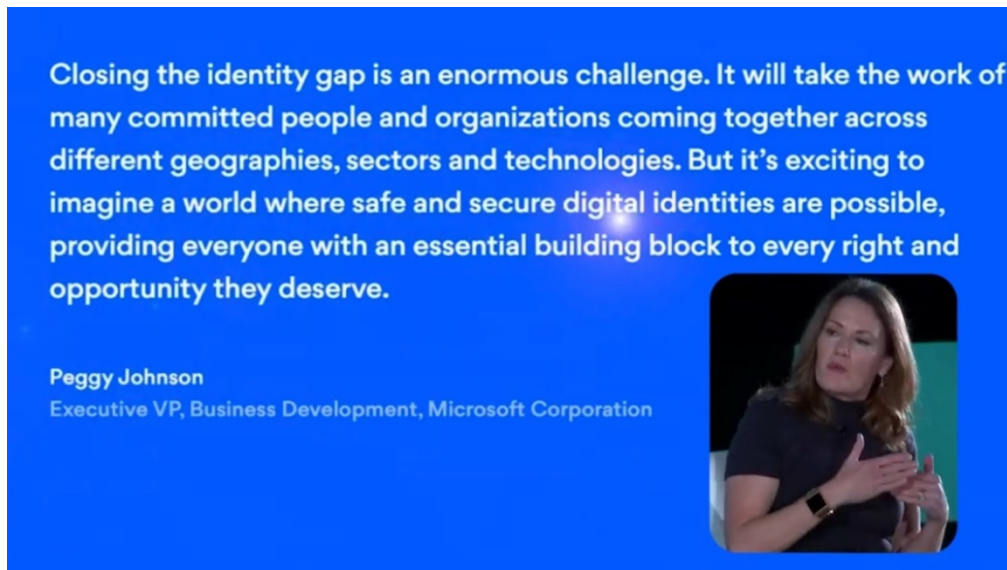 Closing the identity gap is an enormous challenge. It will take the work of
many committed people and organizations coming together across
different geographies, sectors and technologies. But it's exciting to
imagine a world where safe and secure digital identities are possible,
providing everyone with an essential building block to every right and
opportunity they deserve.
Peggy Johnson
Executive VP, Business Development, Microsoft Corporation